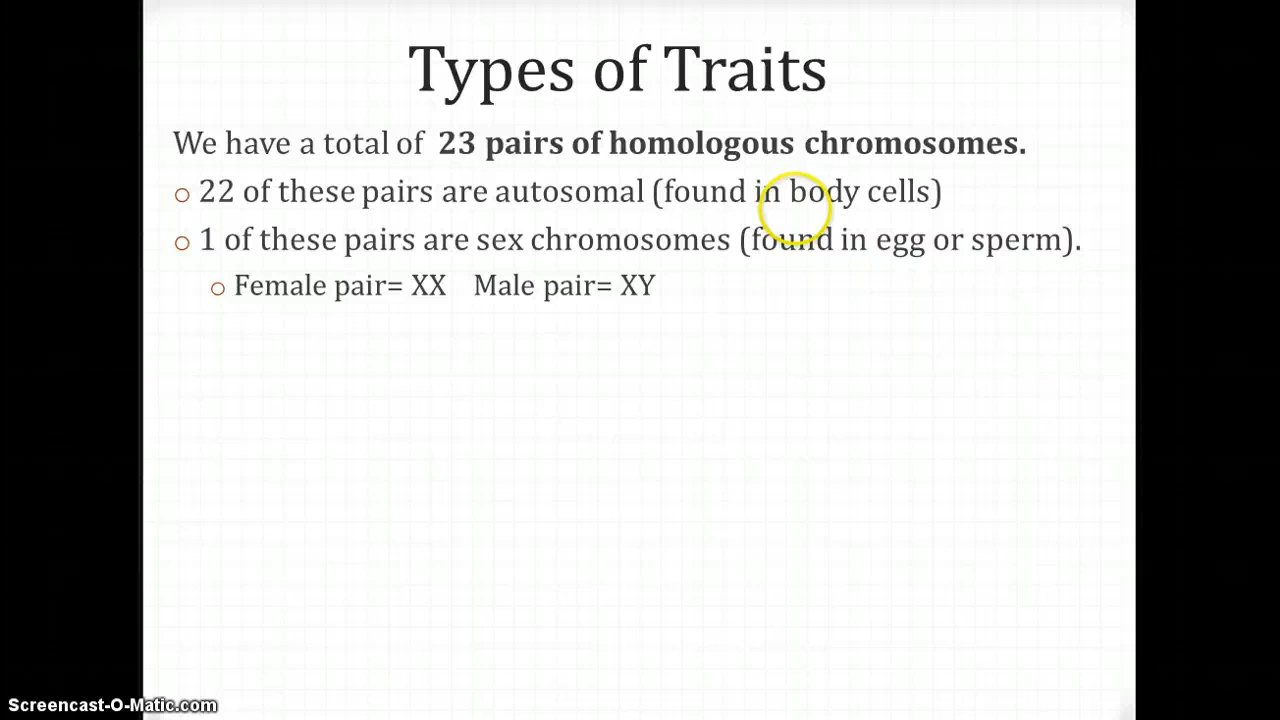 Types of Traits
We have a total of 23 pairs of homologous chromosomes.
22 of these pairs are autosomal (found in body cells)
1 of these pairs are sex chromosomes (found in egg or sperm).
Female pair= XX Male pair= XY
Screencast-O-Matic.com